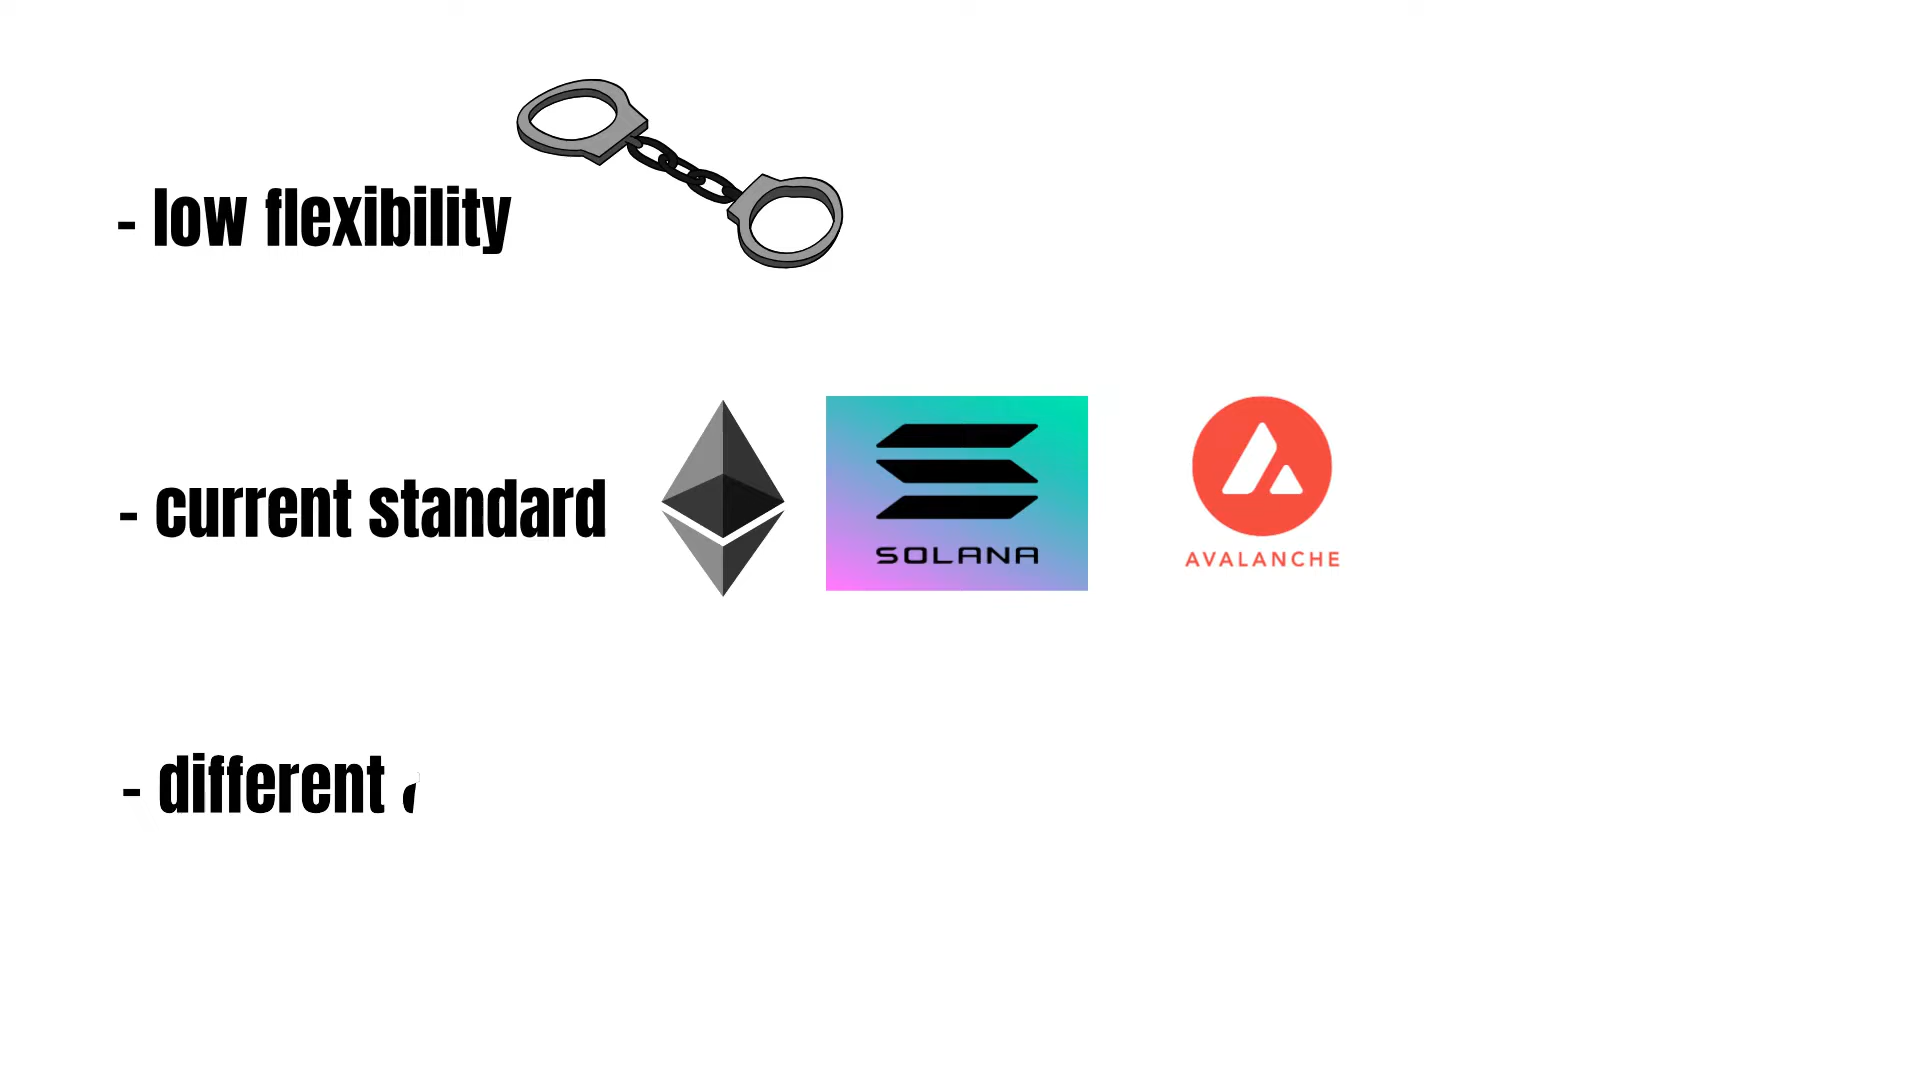 - low flexibility
- current standard
SOLANA
AVALANCHE
- different